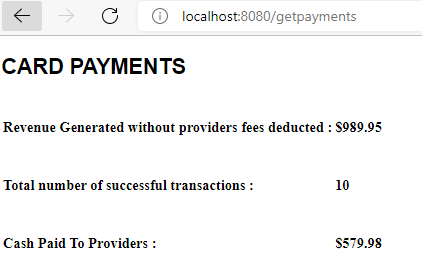 localhost:8080/getpayments
CARD PAYMENTS
Revenue Generated without providers fees deducted : $989.95
Total number of successful transactions : 10
Cash Paid To Providers : $579.98